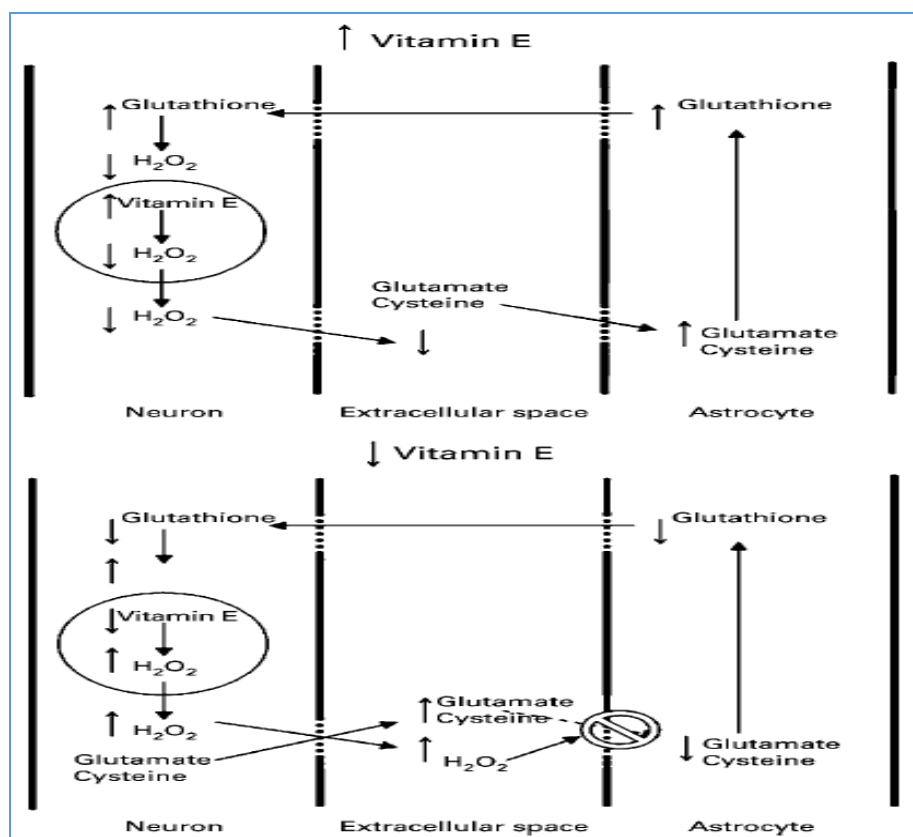 ↑ Vitamin E
↑ Glutathione ↑ Glutathione
↓ H₂O₂
↑ Vitamin E
↓ H₂O₂
Glutamate
Cysteine
↓ H₂O₂ ↓ ↑ Glutamate
Cysteine
Neuron Extracellular space Astrocyte
↓ Vitamin E
↓ Glutathione ↓ Glutathione
↑
↓ Vitamin E
↑ H₂O₂
↑ Glutamate
Cysteine
↑ H₂O₂
Glutamate
Cysteine
↑ H₂O₂
↓ Glutamate
Cysteine
Neuron Extracellular space Astrocyte